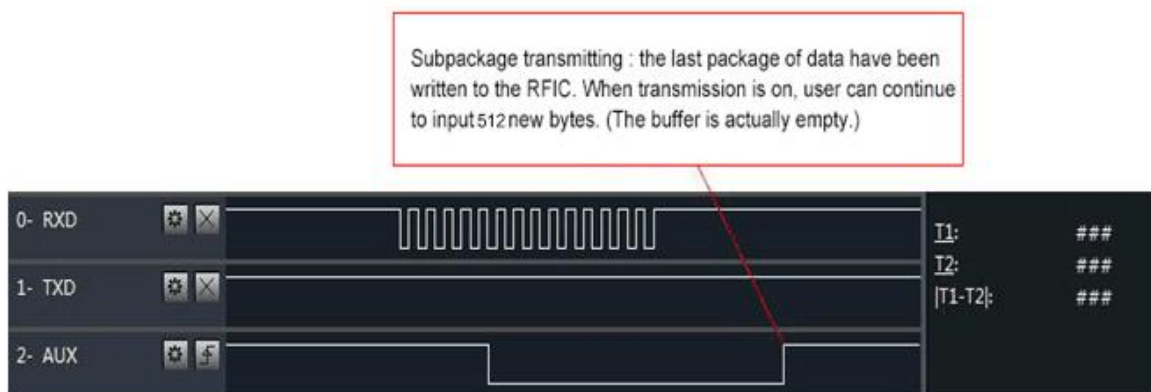 Subpackage transmitting : the last package of data have been
written to the RFIC. When transmission is on, user can continue
to input 512 new bytes. (The buffer is actually empty.)
0- RXD
1- TXD
2- AUX
T1: ###
T2: ###
|T1-T2|: ###